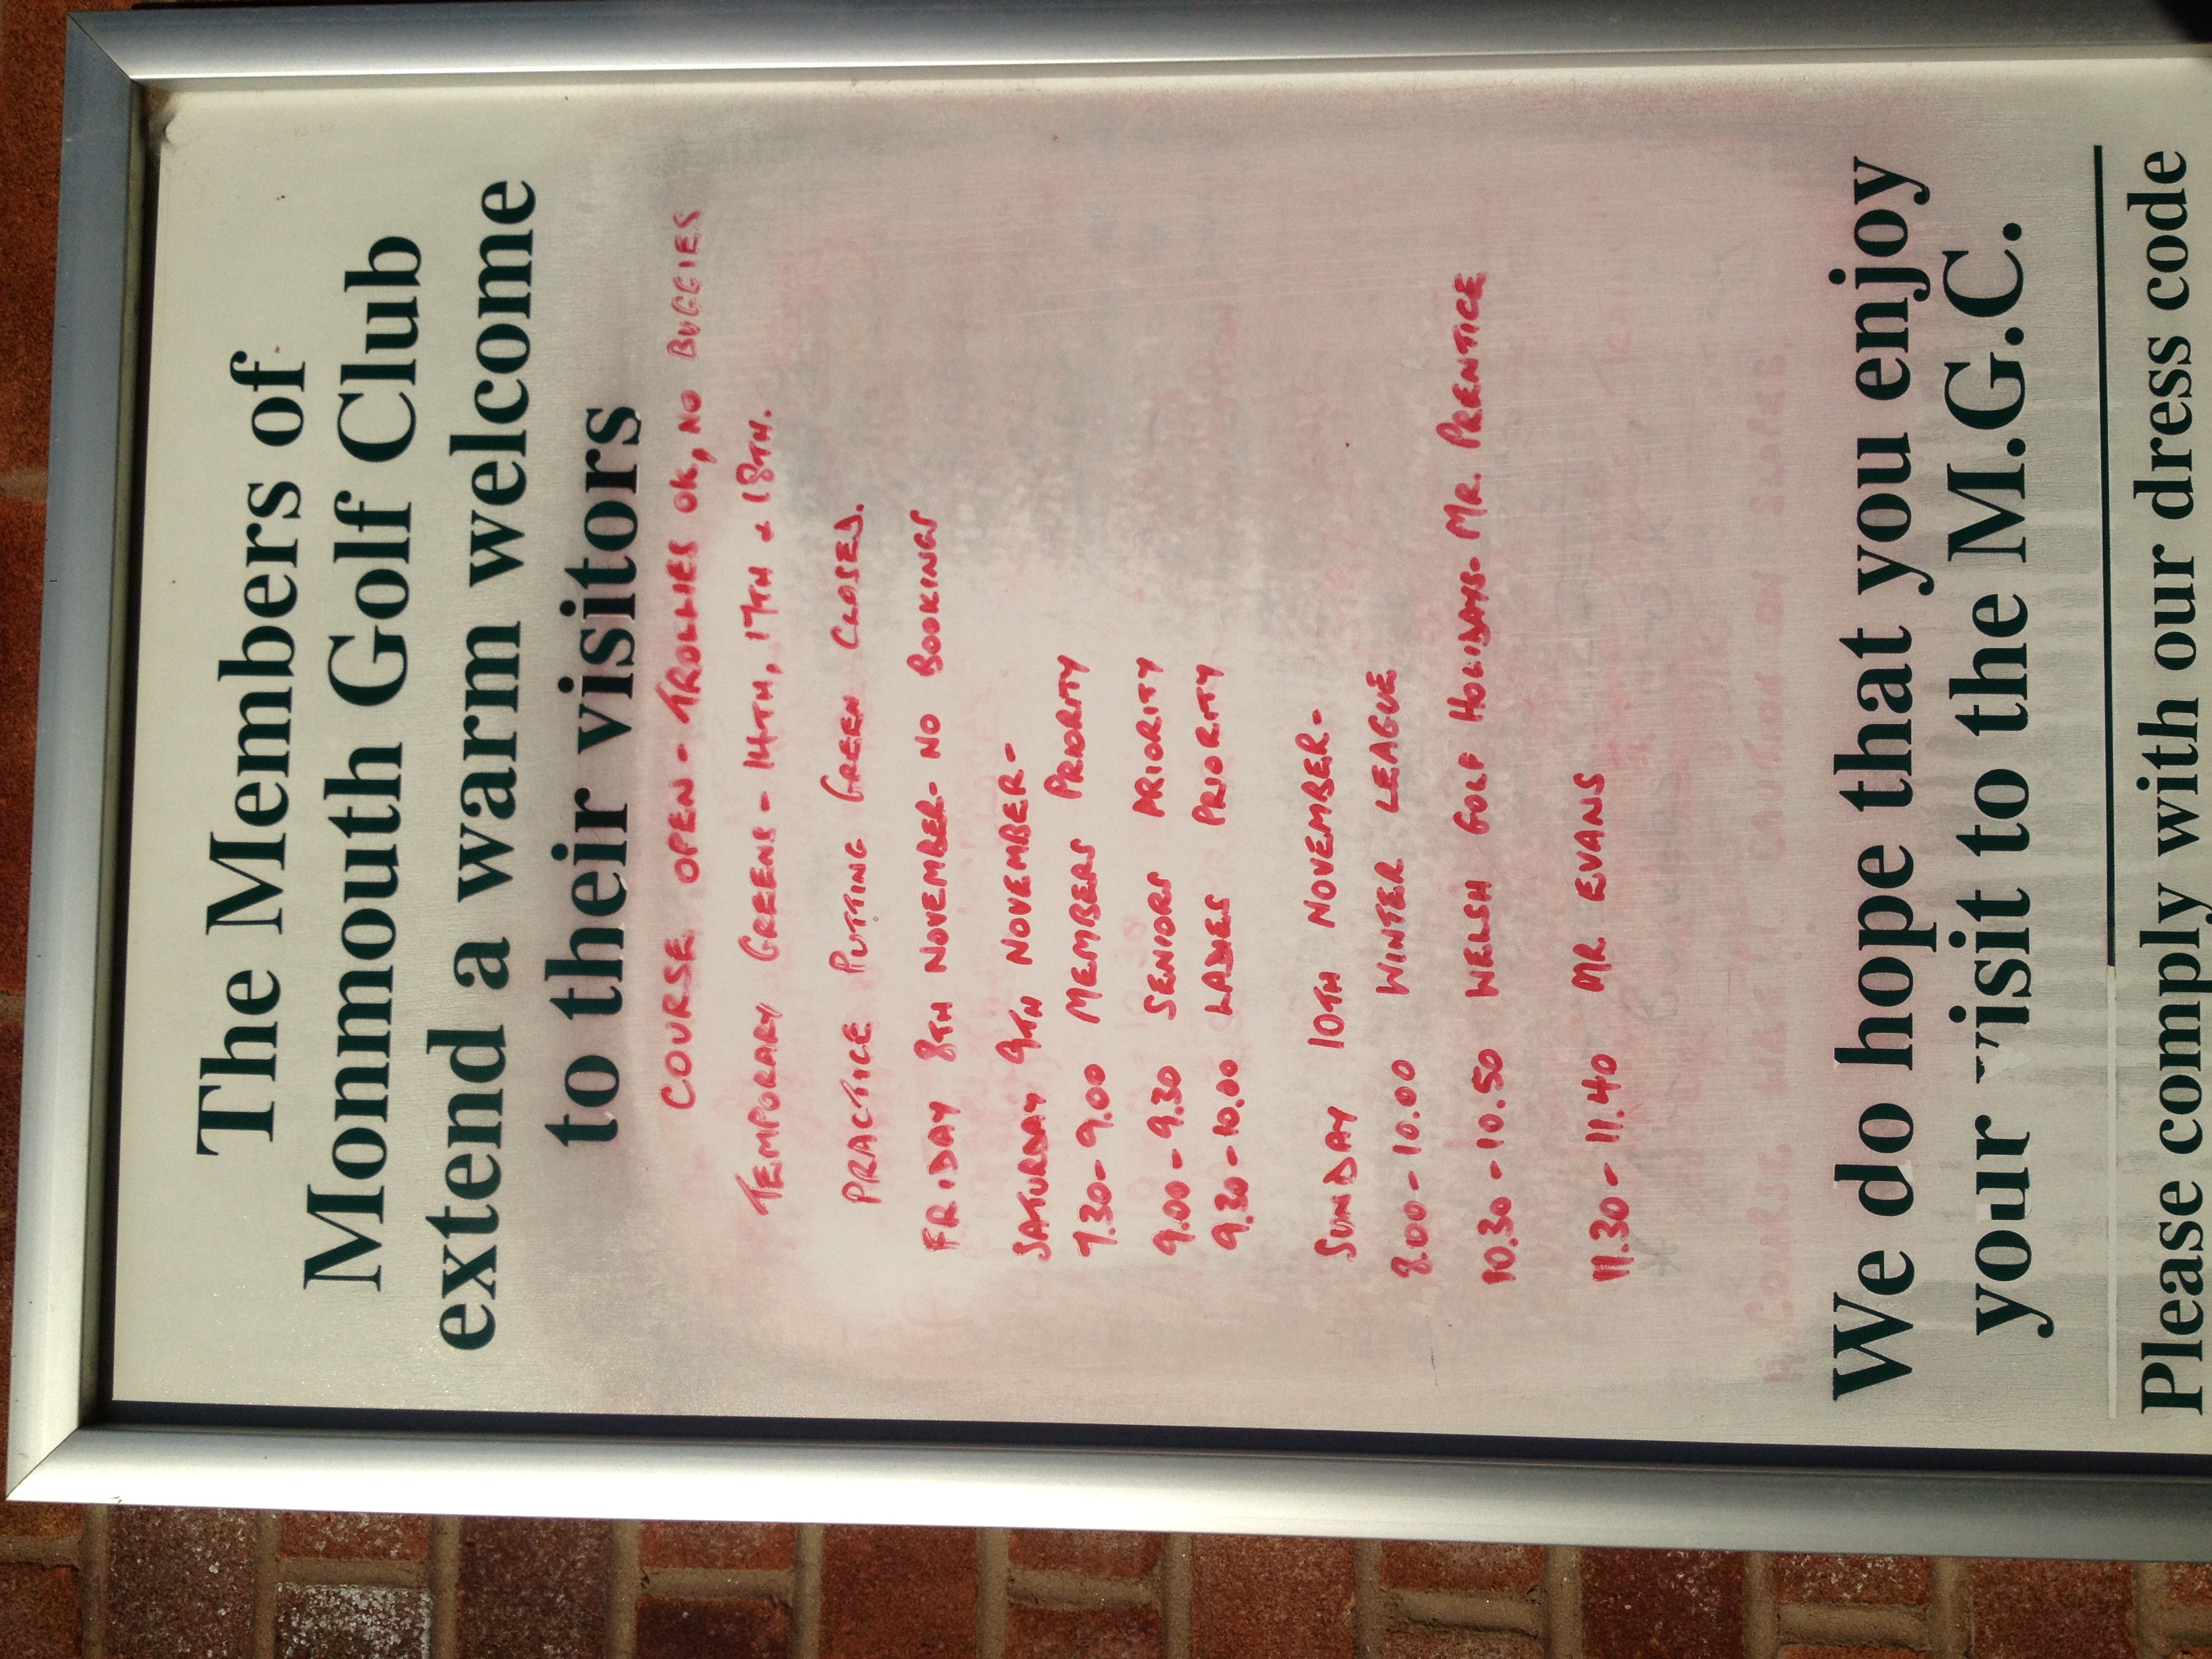 The Members of
Monmouth Golf Club
extend a warm welcome
to their visitors
COURSE OPEN - TROLLIES OK, NO BUGGIES
TEMPORARY GREENS - 14TH, 17TH & 18TH.
PRACTICE PUTTING GREEN CLOSED.
FRIDAY 8TH NOVEMBER - NO BOOKINGS
SATURDAY 9TH NOVEMBER -
7.30 - 9.00 MEMBERS PRIORITY
9.00 - 9.30 SENIORS PRIORITY
9.30 - 10.00 LADIES PRIORITY
SUNDAY 10TH NOVEMBER -
8.00 - 10.00 WINTER LEAGUE
10.30 - 10.50 WELSH GOLF HOLIDAYS - MR. PRENTICE
11.30 - 11.40 MR EVANS
* ALL BUNKERS
COURSE WET!! CAUTION ON SLOPES.
We do hope that you enjoy
your visit to the M.G.C.
Please comply with our dress code